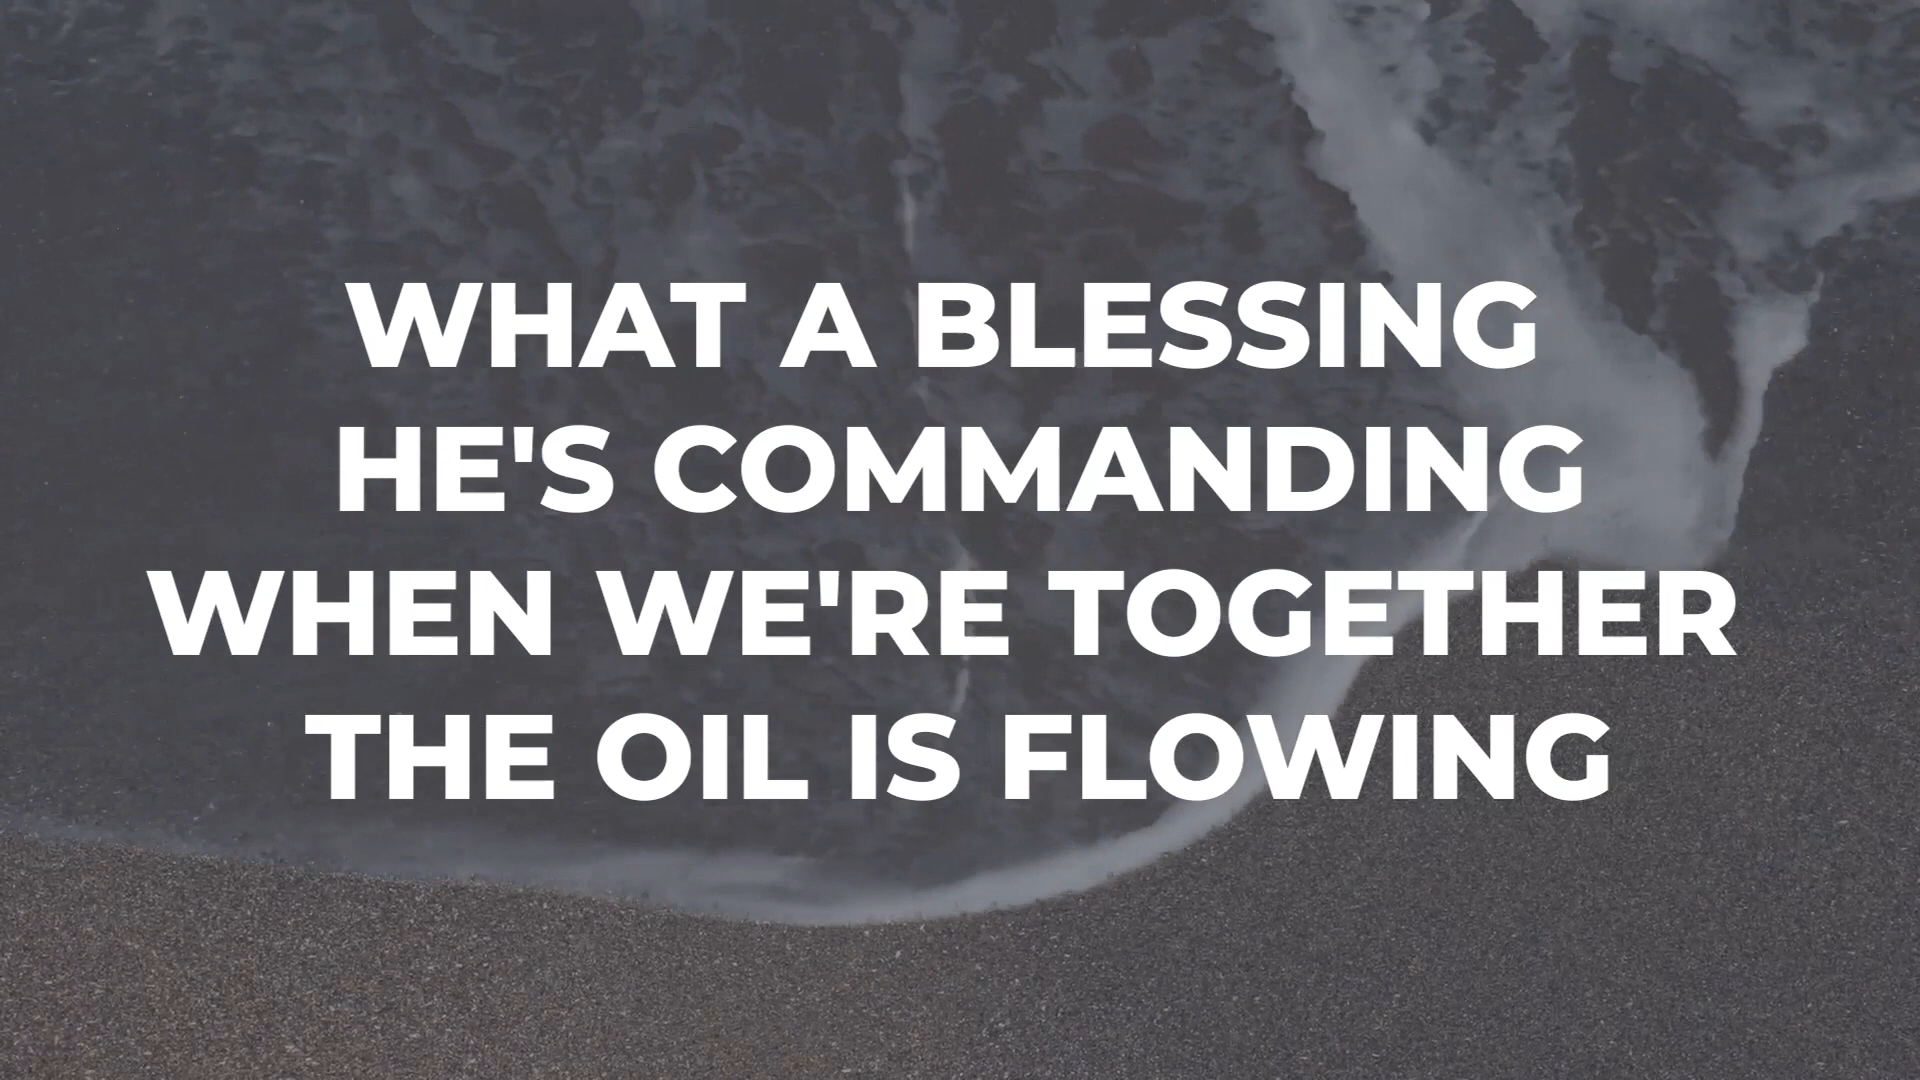 WHAT A BLESSING
HE'S COMMANDING
WHEN WE'RE TOGETHER
THE OIL IS FLOWING